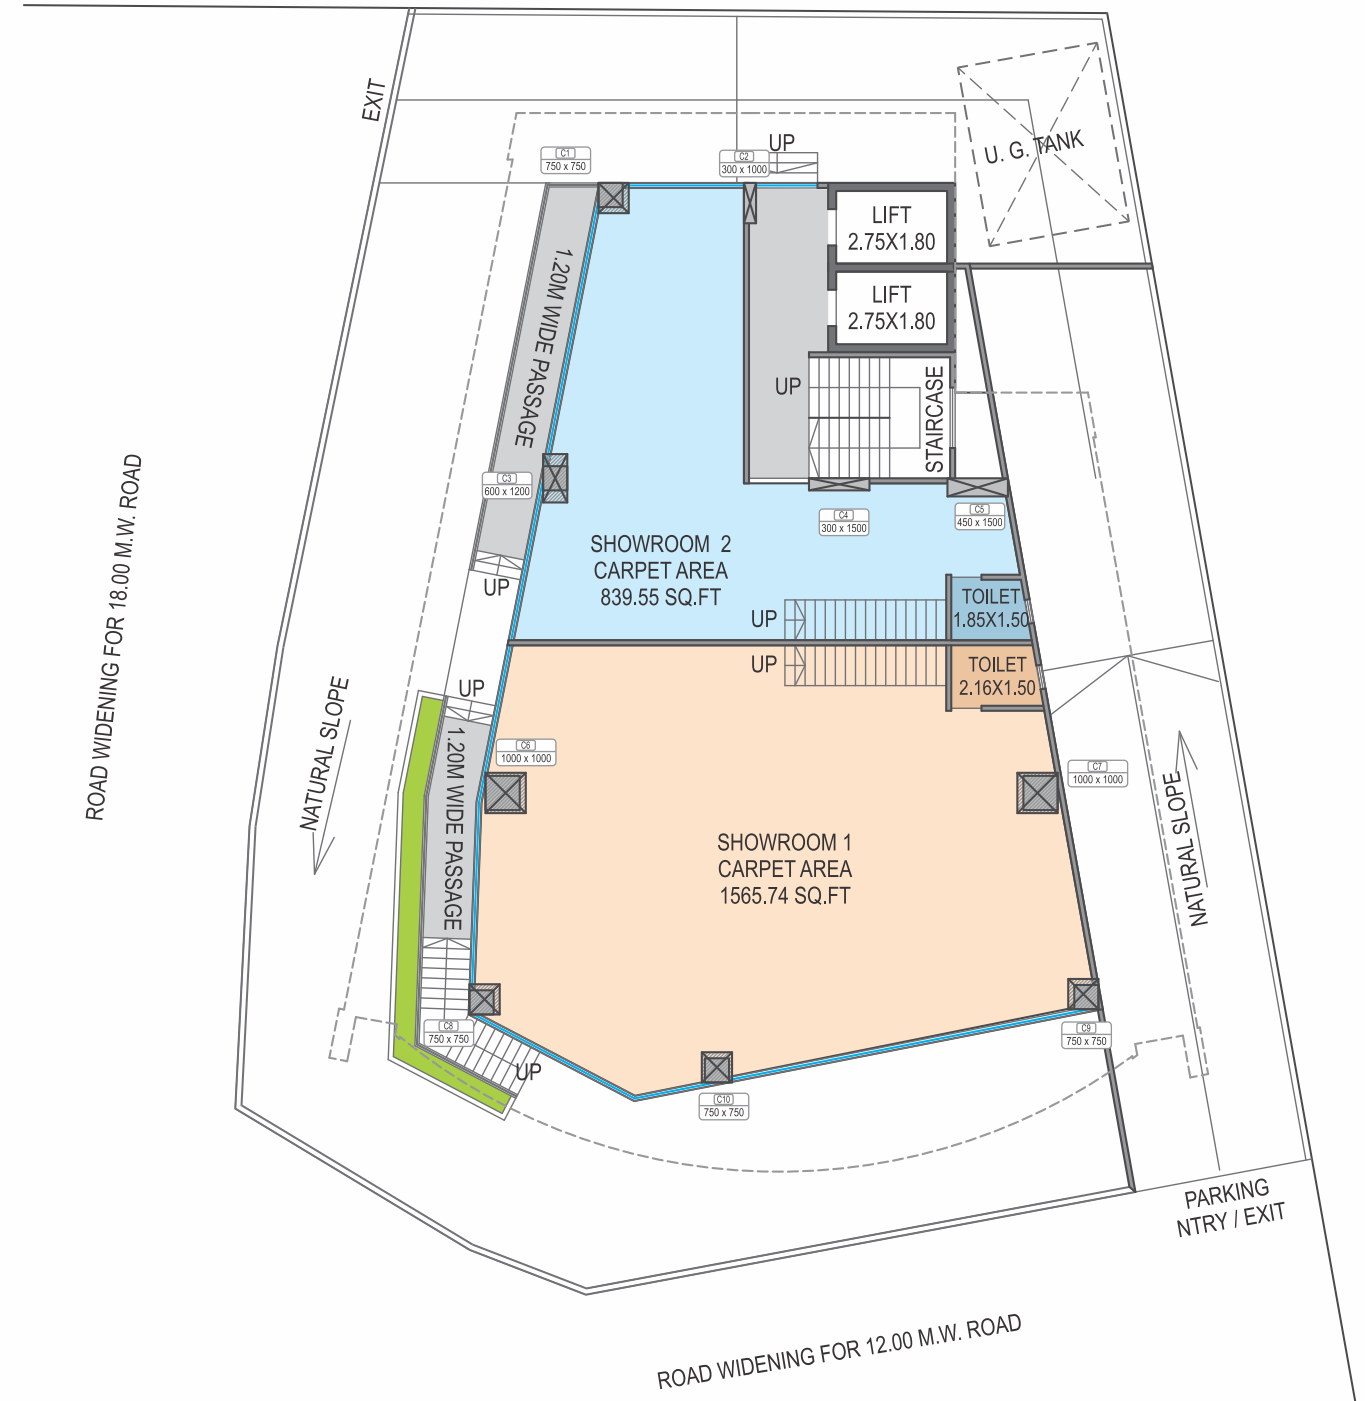 EXIT
UP
C1
750 x 750
C2
300 x 1000
U. G. TANK
LIFT
2.75X1.80
1.20M WIDE PASSAGE
LIFT
2.75X1.80
UP
STAIRCASE
ROAD WIDENING FOR 18.00 M.W. ROAD
C3
600 x 1200
C4
300 x 1500
C5
450 x 1500
SHOWROOM 2
CARPET AREA
839.55 SQ.FT
UP
UP
TOILET
1.85X1.50
UP
TOILET
2.16X1.50
UP
NATURAL SLOPE
1.20M WIDE PASSAGE
C6
1000 x 1000
C7
1000 x 1000
NATURAL SLOPE
SHOWROOM 1
CARPET AREA
1565.74 SQ.FT
C8
750 x 750
UP
C9
750 x 750
C10
750 x 750
PARKING
NTRY / EXIT
ROAD WIDENING FOR 12.00 M.W. ROAD